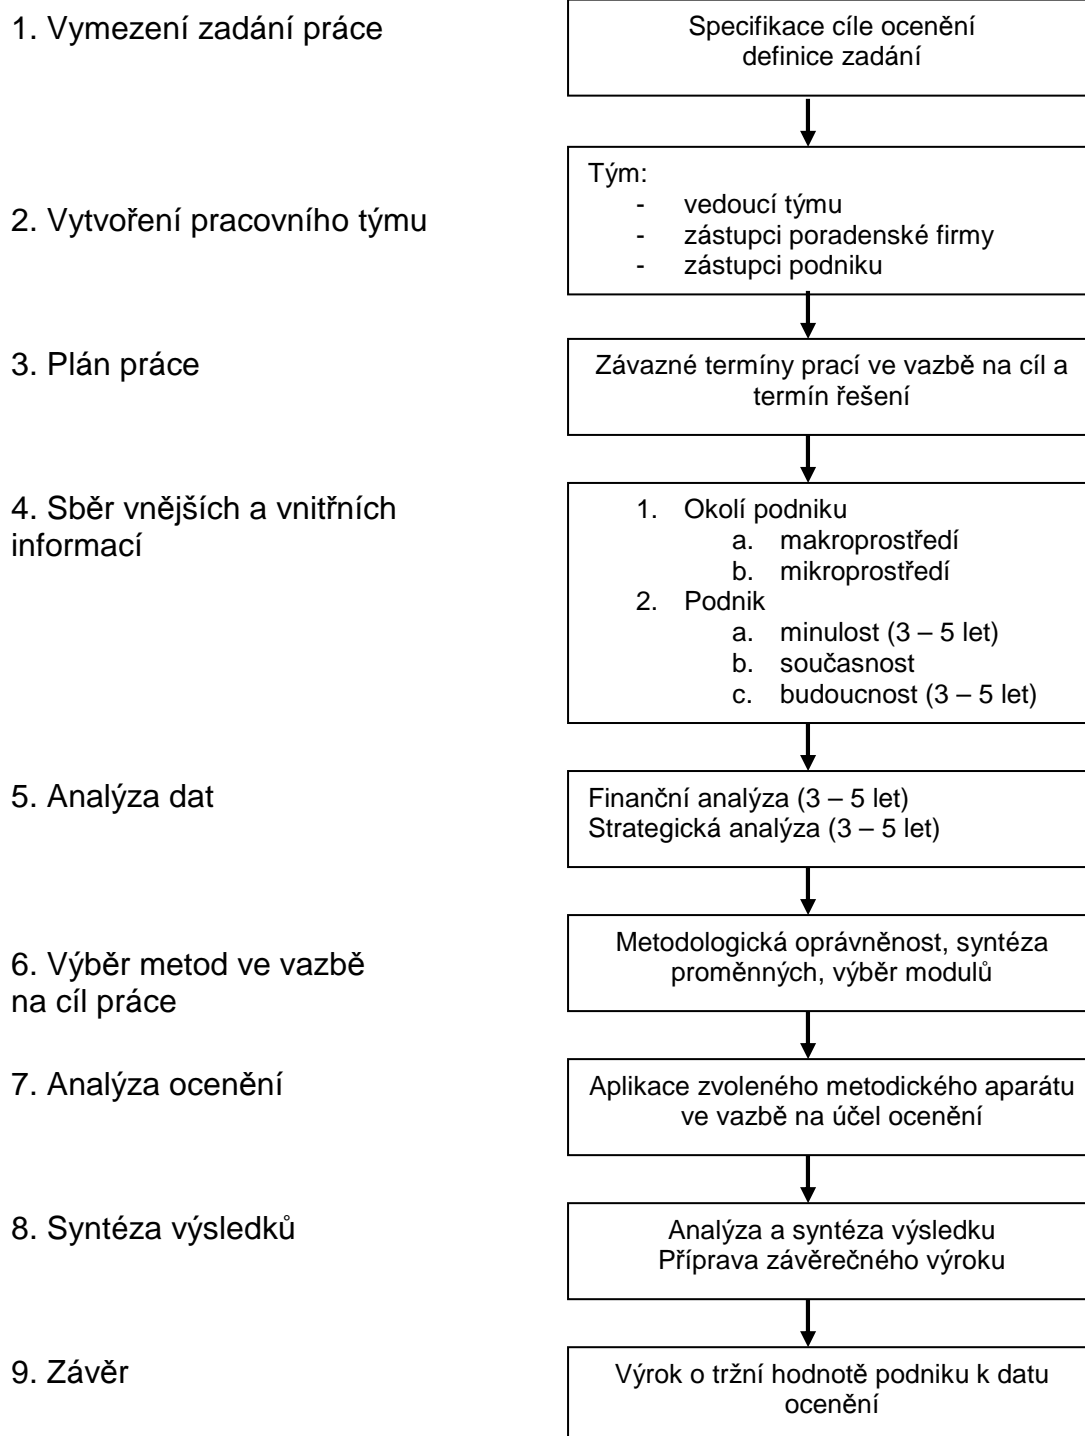 1. Vymezení zadání práce
Specifikace cíle ocenění
definice zadání
2. Vytvoření pracovního týmu
Tým:
- vedoucí týmu
- zástupci poradenské firmy
- zástupci podniku
3. Plán práce
Závazné termíny prací ve vazbě na cíl a
termín řešení
4. Sběr vnějších a vnitřních
informací
1. Okolí podniku
a. makroprostředí
b. mikroprostředí
2. Podnik
a. minulost (3 – 5 let)
b. současnost
c. budoucnost (3 – 5 let)
5. Analýza dat
Finanční analýza (3 – 5 let)
Strategická analýza (3 – 5 let)
6. Výběr metod ve vazbě
na cíl práce
Metodologická oprávněnost, syntéza
proměnných, výběr modulů
7. Analýza ocenění
Aplikace zvoleného metodického aparátu
ve vazbě na účel ocenění
8. Syntéza výsledků
Analýza a syntéza výsledku
Příprava závěrečného výroku
9. Závěr
Výrok o tržní hodnotě podniku k datu
ocenění